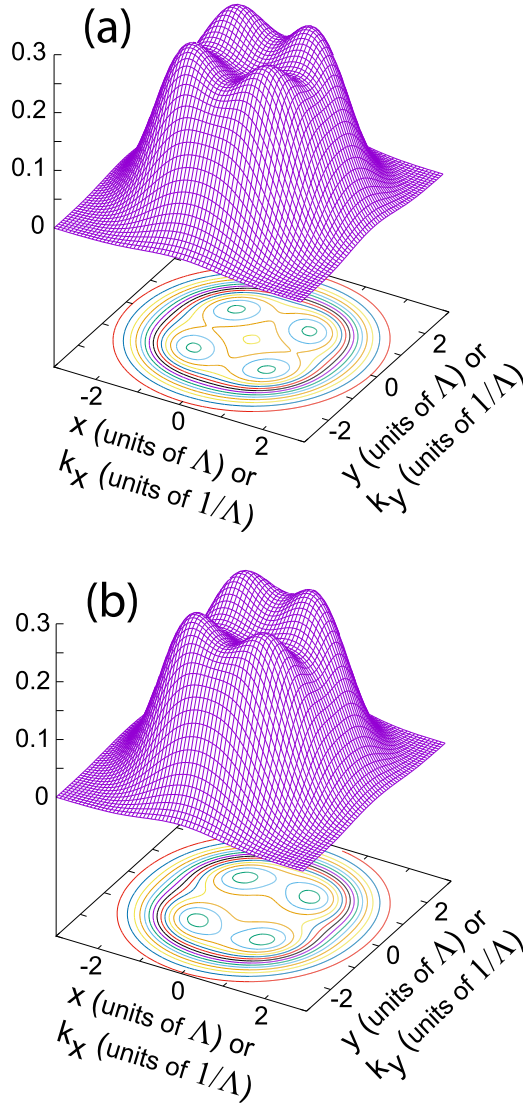 (a)
0.3
0.2
0.1
0
-2
0
2
x (units of Λ) or
kx (units of 1/Λ)
-2
0
2
y (units of Λ) or
ky (units of 1/Λ)
(b)
0.3
0.2
0.1
0
-2
0
2
x (units of Λ) or
kx (units of 1/Λ)
-2
0
2
y (units of Λ) or
ky (units of 1/Λ)